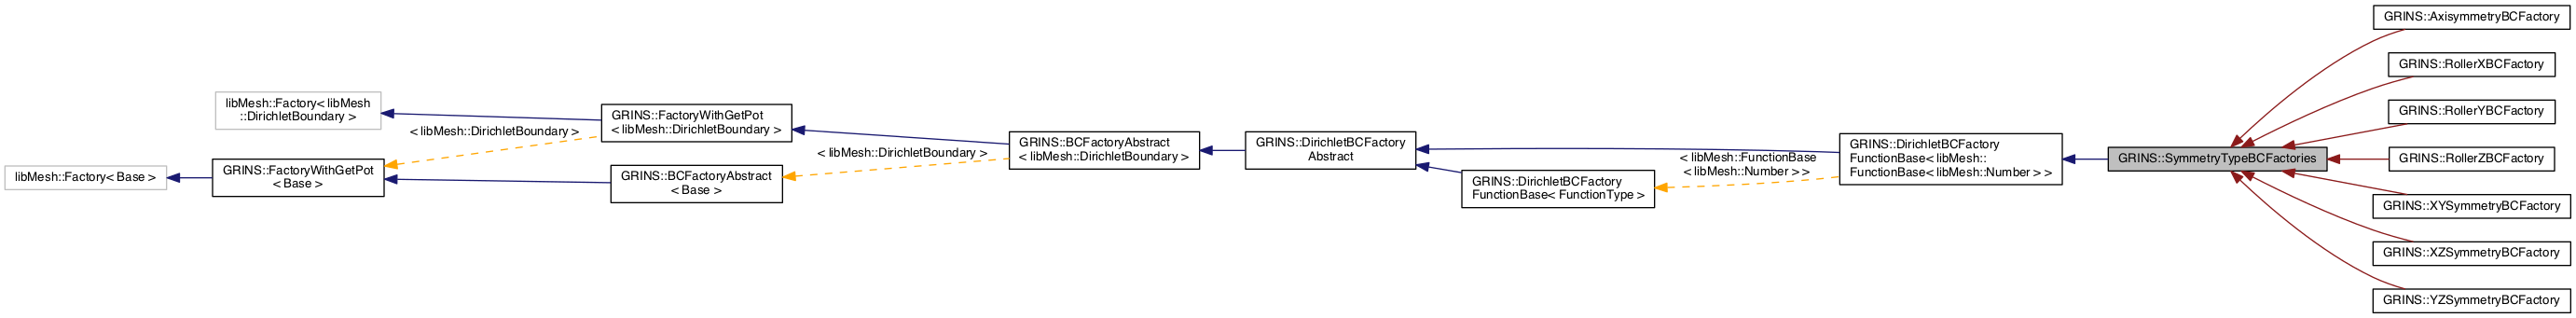 libMesh::Factory< Base >
libMesh::Factory< libMesh
::DirichletBoundary >
GRINS::FactoryWithGetPot
< Base >
< libMesh::DirichletBoundary >
GRINS::FactoryWithGetPot
< libMesh::DirichletBoundary >
GRINS::BCFactoryAbstract
< Base >
< libMesh::DirichletBoundary >
GRINS::BCFactoryAbstract
< libMesh::DirichletBoundary >
GRINS::DirichletBCFactory
Abstract
GRINS::DirichletBCFactory
FunctionBase< FunctionType >
< libMesh::FunctionBase
< libMesh::Number > >
GRINS::DirichletBCFactory
FunctionBase< libMesh::
FunctionBase< libMesh::Number > >
GRINS::SymmetryTypeBCFactories
GRINS::AxisymmetryBCFactory
GRINS::RollerXBCFactory
GRINS::RollerYBCFactory
GRINS::RollerZBCFactory
GRINS::XYSymmetryBCFactory
GRINS::XZSymmetryBCFactory
GRINS::YZSymmetryBCFactory